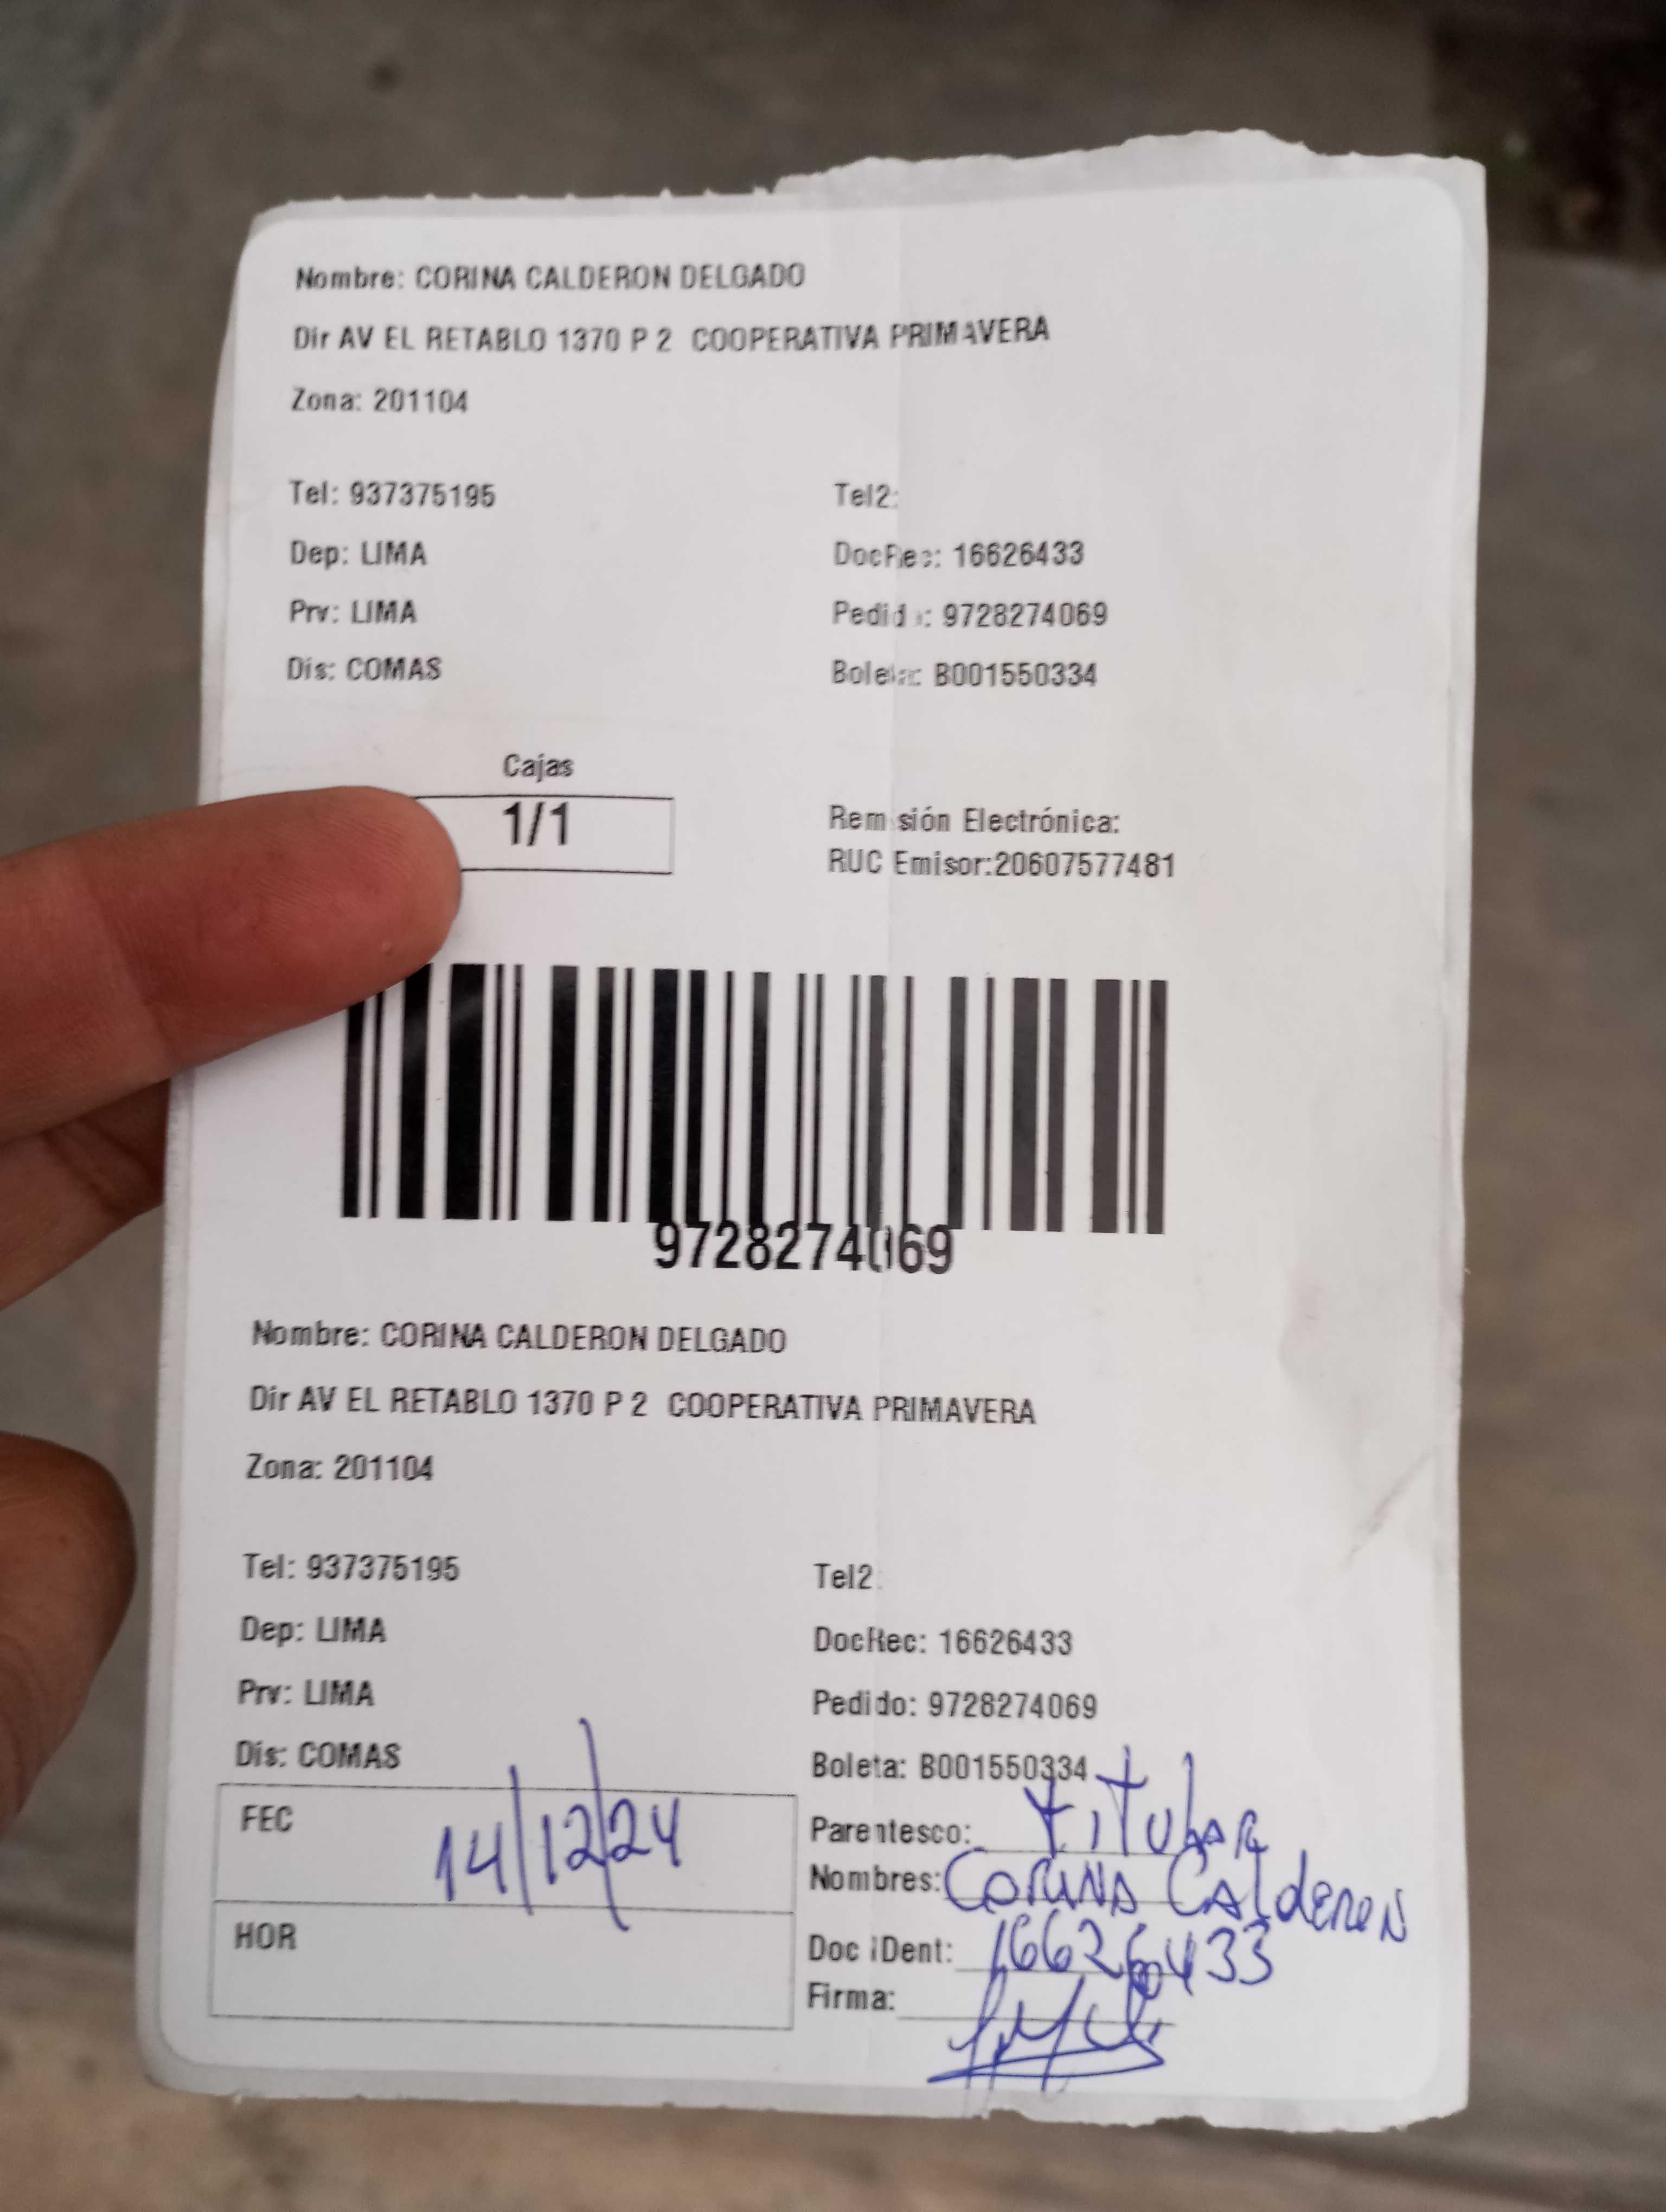 Nombre: CORINA CALDERON DELGADO
Dir AV EL RETABLO 1370 P 2 COOPERATIVA PRIMAVERA
Zona: 201104
Tel: 937375195 Tel2:
Dep: LIMA DocRec: 16626433
Prv: LIMA Pedido: 9728274069
Dis: COMAS Boleta: B001550334
Cajas
1/1
Remisión Electrónica:
RUC Emisor:20607577481
9728274069
Nombre: CORINA CALDERON DELGADO
Dir AV EL RETABLO 1370 P 2 COOPERATIVA PRIMAVERA
Zona: 201104
Tel: 937375195 Tel2:
Dep: LIMA DocRec: 16626433
Prv: LIMA Pedido: 9728274069
Dis: COMAS Boleta: B001550334
FEC 14/12/24
HOR
Parentesco: titular
Nombres: Corina Calderon
Doc iDent: 16626433
Firma: